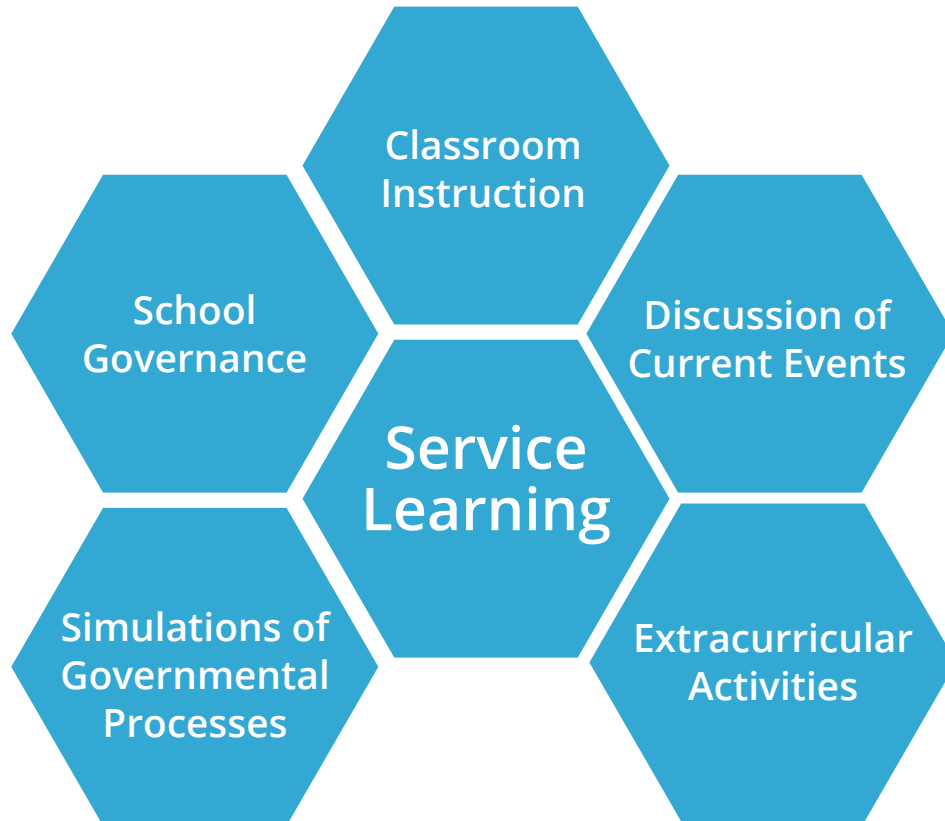 Classroom
Instruction
School
Governance
Discussion of
Current Events
Service
Learning
Simulations of
Governmental
Processes
Extracurricular
Activities